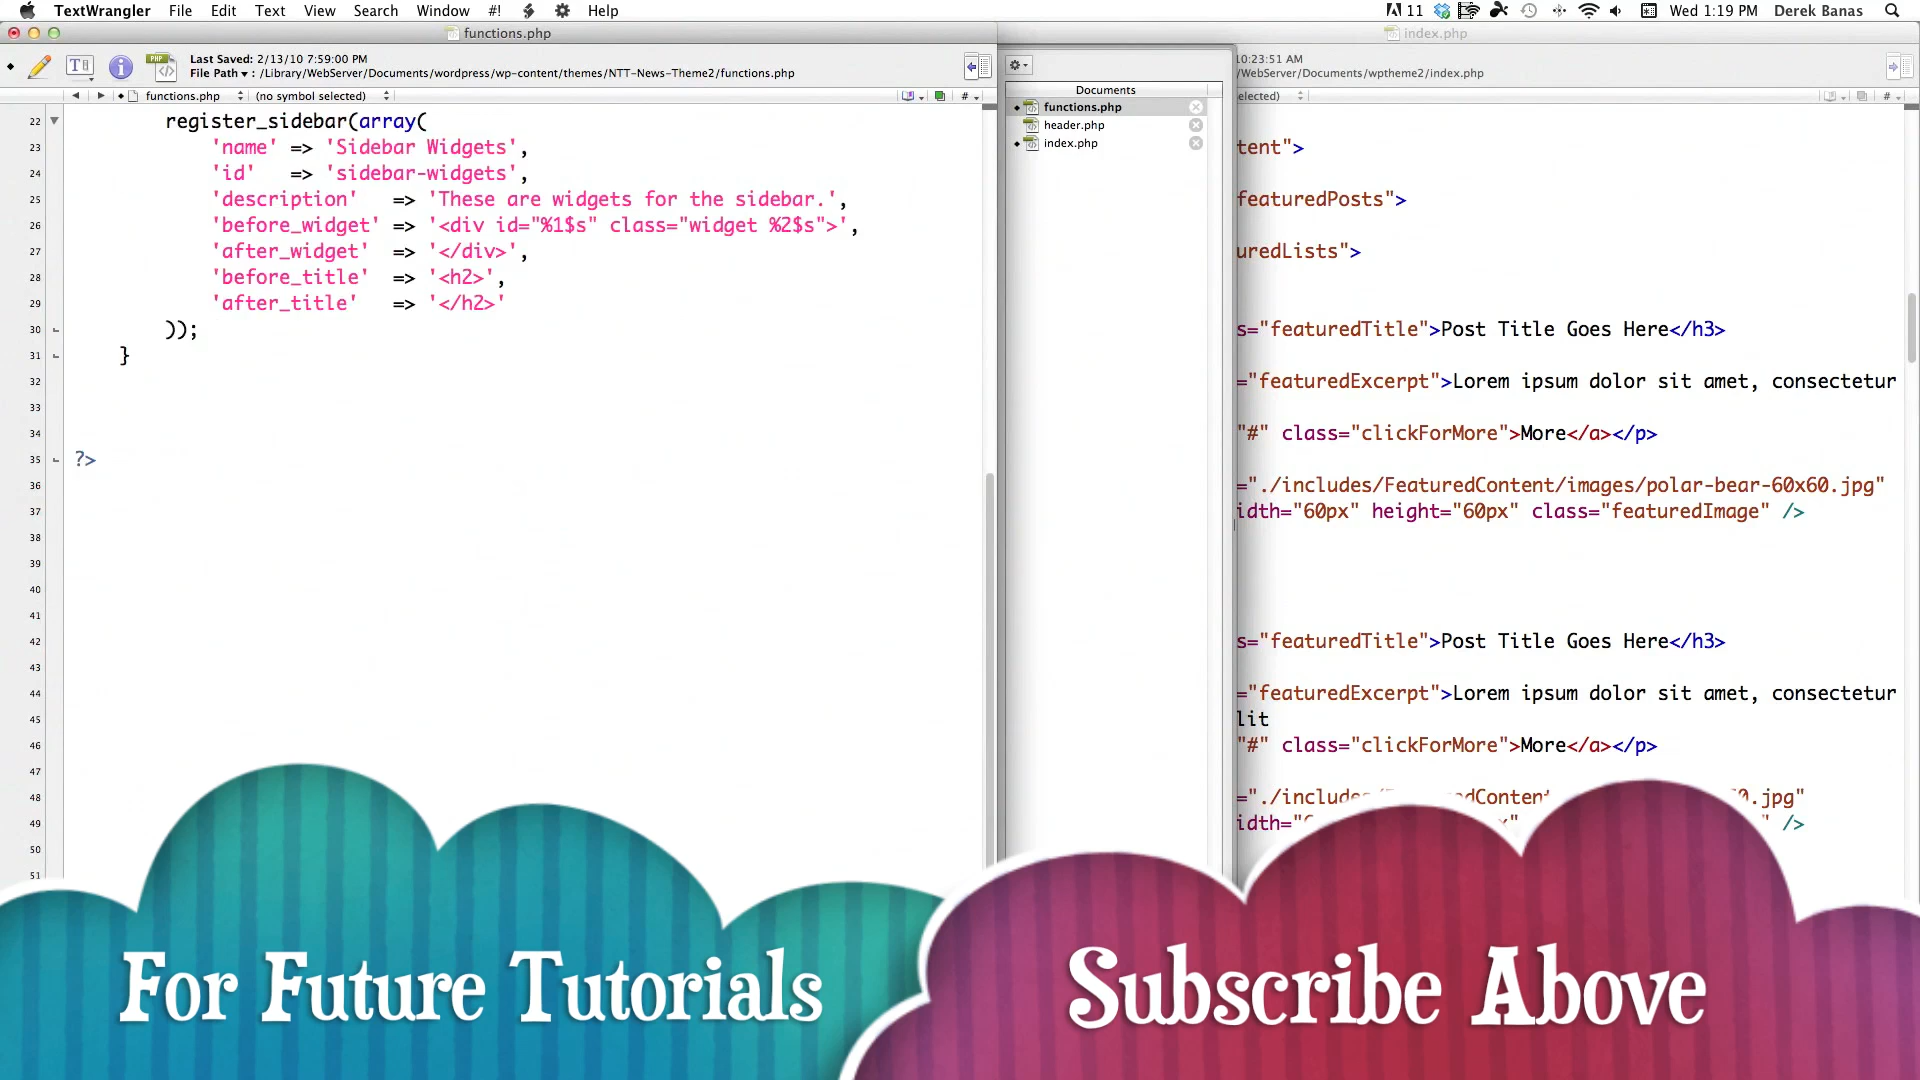 TextWrangler File Edit Text View Search Window #! Help
11 Wed 1:19 PM Derek Banas
functions.php
Last Saved: 2/13/10 7:59:00 PM
File Path ▾ : /Library/WebServer/Documents/wordpress/wp-content/themes/NTT-News-Theme2/functions.php
functions.php (no symbol selected) #
22 register_sidebar(array(
23 'name' => 'Sidebar Widgets',
24 'id' => 'sidebar-widgets',
25 'description' => 'These are widgets for the sidebar.',
26 'before_widget' => '<div id="%1$s" class="widget %2$s">',
27 'after_widget' => '</div>',
28 'before_title' => '<h2>',
29 'after_title' => '</h2>'
30 ));
31 }
32
33
34
35 ?>
36
37
38
39
40
41
42
43
44
45
46
47
48
49
50
51
Documents
functions.php
header.php
index.php
index.php
10:23:51 AM
/WebServer/Documents/wptheme2/index.php
elected) #
tent">
featuredPosts">
uredLists">
s="featuredTitle">Post Title Goes Here</h3>
="featuredExcerpt">Lorem ipsum dolor sit amet, consectetur
"#" class="clickForMore">More</a></p>
="./includes/FeaturedContent/images/polar-bear-60x60.jpg"
idth="60px" height="60px" class="featuredImage" />
s="featuredTitle">Post Title Goes Here</h3>
="featuredExcerpt">Lorem ipsum dolor sit amet, consectetur
lit
"#" class="clickForMore">More</a></p>
="./includes
0.jpg"
idth=" />
For Future Tutorials
Subscribe Above